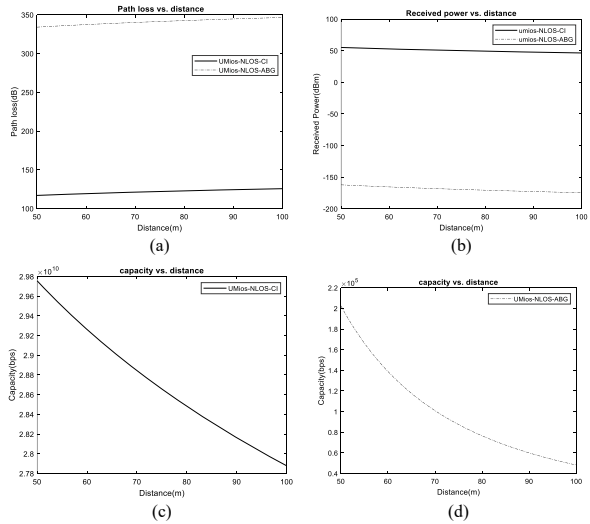 Path loss vs. distance
350
300
250
200
150
100
50 60 70 80 90 100
Path loss(dB)
Distance(m)
UMios-NLOS-CI
UMios-NLOS-ABG
(a)
Received power vs. distance
100
50
0
-50
-100
-150
-200
50 60 70 80 90 100
Received Power(dBm)
Distance(m)
umios-NLOS-CI
umios-NLOS-ABG
(b)
capacity vs. distance
×10^10
2.98
2.96
2.94
2.92
2.9
2.88
2.86
2.84
2.82
2.8
2.78
50 60 70 80 90 100
Capacity(bps)
Distance(m)
UMios-NLOS-CI
(c)
capacity vs. distance
×10^5
2.2
2
1.8
1.6
1.4
1.2
1
0.8
0.6
0.4
50 60 70 80 90 100
Capacity(bps)
Distance(m)
UMios-NLOS-ABG
(d)